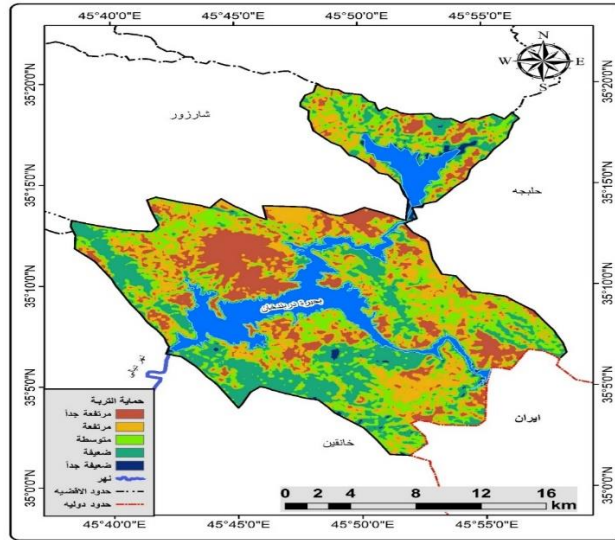 45°40'0"E 45°45'0"E 45°50'0"E 45°55'0"E
N
W E
S
35°20'0"N 35°20'0"N
شارزور
35°15'0"N 35°15'0"N
حلبجه
35°10'0"N 35°10'0"N
بحيرة دربندخان
35°5'0"N 35°5'0"N
ايران
خانقين
35°0'0"N 35°0'0"N
حماية التربة
مرتفعة جداً
مرتفعة
متوسطة
ضعيفة
ضعيفة جداً
نهر
حدود الاقضيه
حدود دوليه
0 2 4 8 12 16
km
45°40'0"E 45°45'0"E 45°50'0"E 45°55'0"E